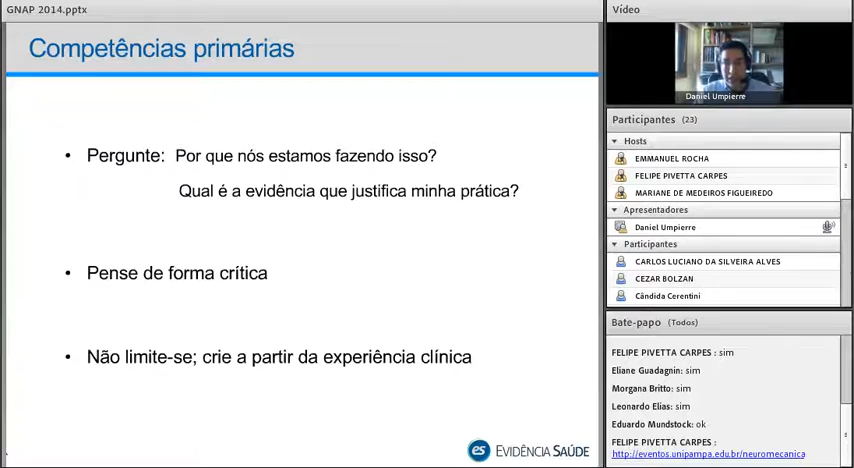 GNAP 2014.pptx
Competências primárias
• Pergunte: Por que nós estamos fazendo isso?
Qual é a evidência que justifica minha prática?
• Pense de forma crítica
• Não limite-se; crie a partir da experiência clínica
es EVIDÊNCIA SAÚDE
Vídeo
Daniel Umpierre
Participantes (23)
Hosts
EMMANUEL ROCHA
FELIPE PIVETTA CARPES
MARIANE DE MEDEIROS FIGUEIREDO
Apresentadores
Daniel Umpierre
Participantes
CARLOS LUCIANO DA SILVEIRA ALVES
CEZAR BOLZAN
Cândida Cerentini
Bate-papo (Todos)
FELIPE PIVETTA CARPES : sim
Eliane Guadagnin: sim
Morgana Britto: sim
Leonardo Elias: sim
Eduardo Mundstock: ok
FELIPE PIVETTA CARPES :
http://eventos.unipampa.edu.br/neuromecanica